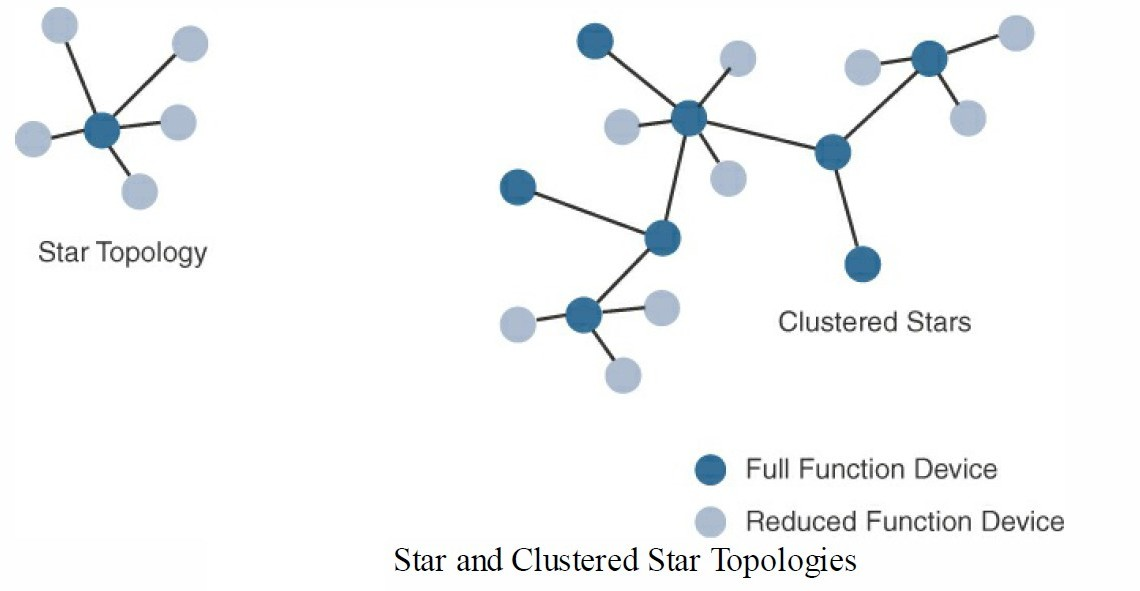 Star Topology
Clustered Stars
Full Function Device
Reduced Function Device
Star and Clustered Star Topologies